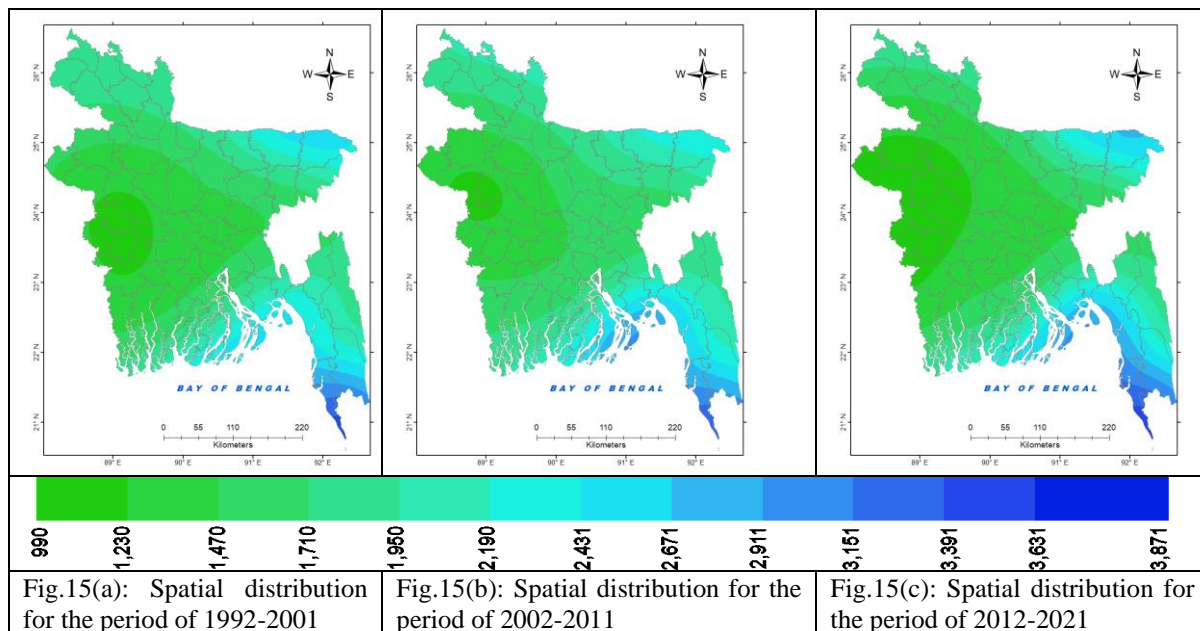 N
W E
S
26° N
25° N
24° N
23° N
22° N
21° N
BAY OF BENGAL
0 55 110 220
Kilometers
89° E 90° E 91° E 92° E
N
W E
S
26° N
25° N
24° N
23° N
22° N
21° N
BAY OF BENGAL
0 55 110 220
Kilometers
89° E 90° E 91° E 92° E
N
W E
S
26° N
25° N
24° N
23° N
22° N
21° N
BAY OF BENGAL
0 55 110 220
Kilometers
89° E 90° E 91° E 92° E
990 1,230 1,470 1,710 1,950 2,190 2,431 2,671 2,911 3,151 3,391 3,631 3,871
Fig.15(a): Spatial distribution
for the period of 1992-2001
Fig.15(b): Spatial distribution for the
period of 2002-2011
Fig.15(c): Spatial distribution for
the period of 2012-2021